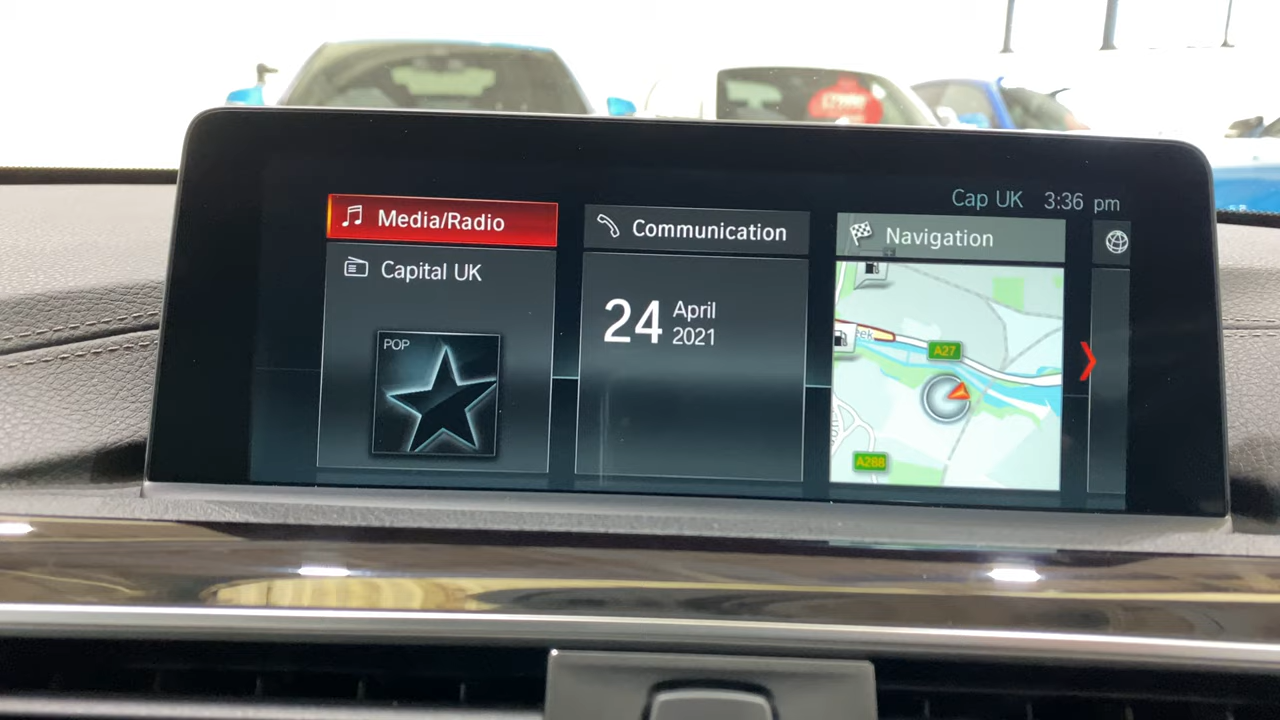 Cap UK 3:36 pm
Media/Radio
Capital UK
POP
Communication
24 April
2021
Navigation
A27
A288